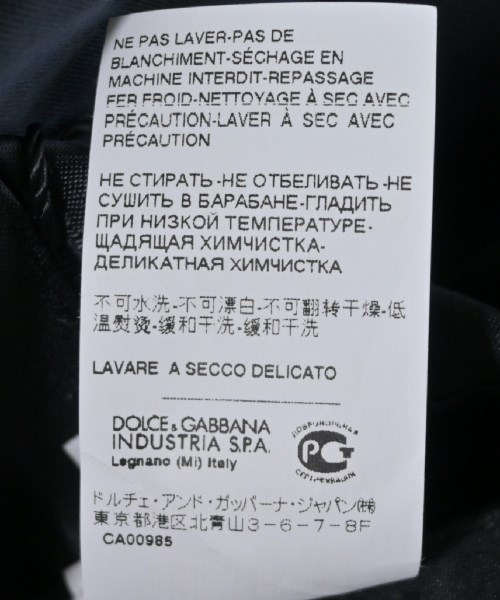 NE PAS LAVER-PAS DE
BLANCHIMENT-SÉCHAGE EN
MACHINE INTERDIT-REPASSAGE
FER FROID-NETTOYAGE À SEC AVEC
PRÉCAUTION-LAVER À SEC AVEC
PRÉCAUTION
НЕ СТИРАТЬ-НЕ ОТБЕЛИВАТЬ-НЕ
СУШИТЬ В БАРАБАНЕ-ГЛАДИТЬ
ПРИ НИЗКОЙ ТЕМПЕРАТУРЕ-
ЩАДЯЩАЯ ХИМЧИСТКА-
ДЕЛИКАТНАЯ ХИМЧИСТКА
不可水洗-不可漂白-不可翻转干燥-低
温熨烫-缓和干洗-缓和干洗
LAVARE A SECCO DELICATO
DOLCE & GABBANA
INDUSTRIA S.P.A.
Legnano (Mi) Italy
ДОБРОВОЛЬНАЯ
РСТ
СЕРТИФИКАЦИЯ
ドルチェ・アンド・ガッバーナ・ジャパン㈱
東京都港区北青山3-6-7-8F
CA00985